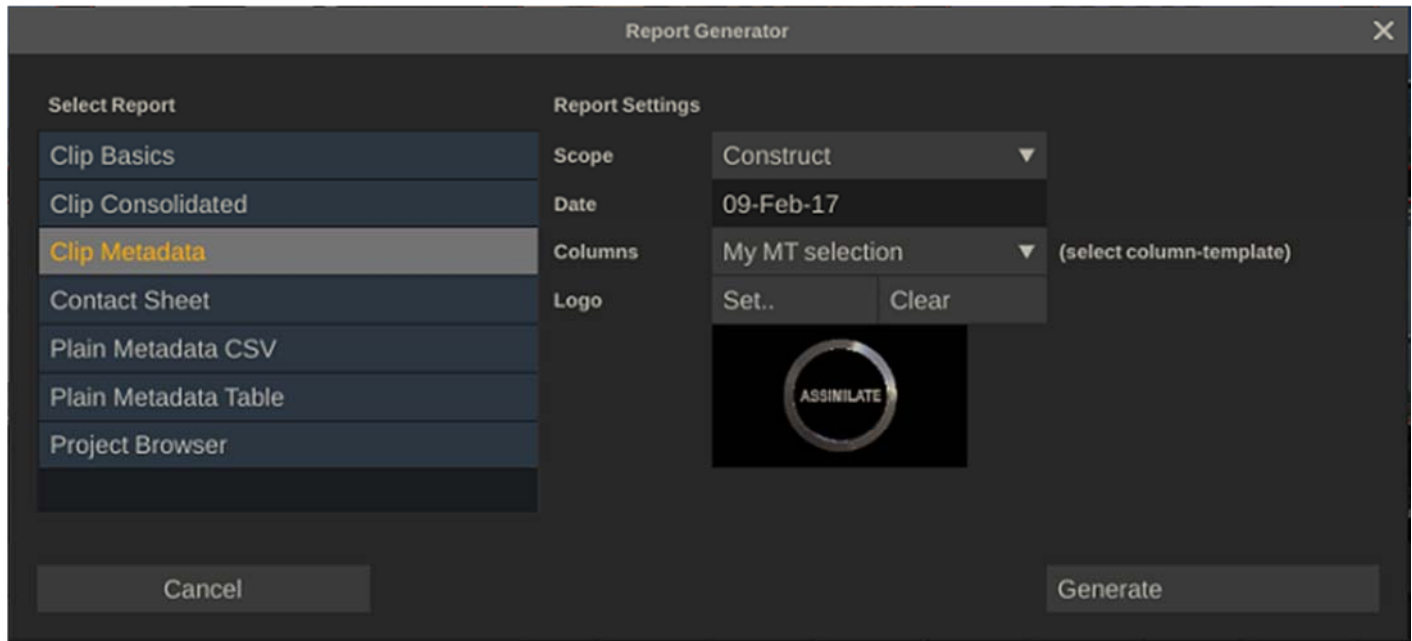 Report Generator
Select Report
Clip Basics
Clip Consolidated
Clip Metadata
Contact Sheet
Plain Metadata CSV
Plain Metadata Table
Project Browser
Report Settings
Scope Construct
Date 09-Feb-17
Columns My MT selection (select column-template)
Logo Set.. Clear
ASSIMILATE
Cancel
Generate